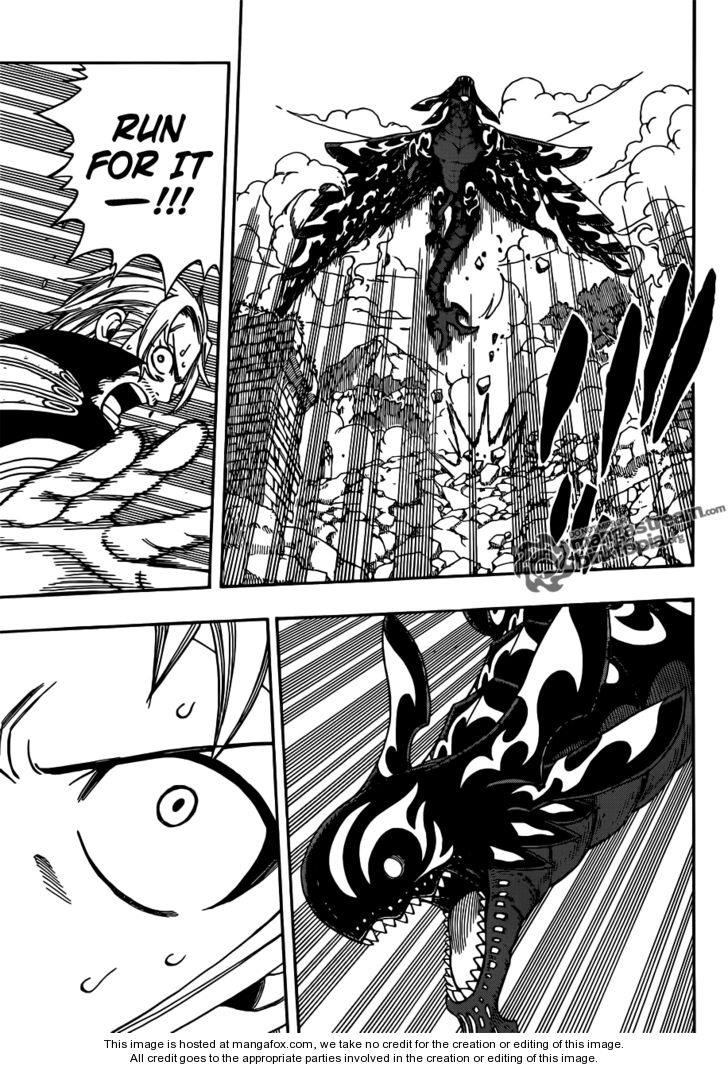 RUN
FOR IT
—!!!
mangastream.com
This image is hosted at mangafox.com, we take no credit for the creation or editing of this image.
All credit goes to the appropriate parties involved in the creation or editing of this image.